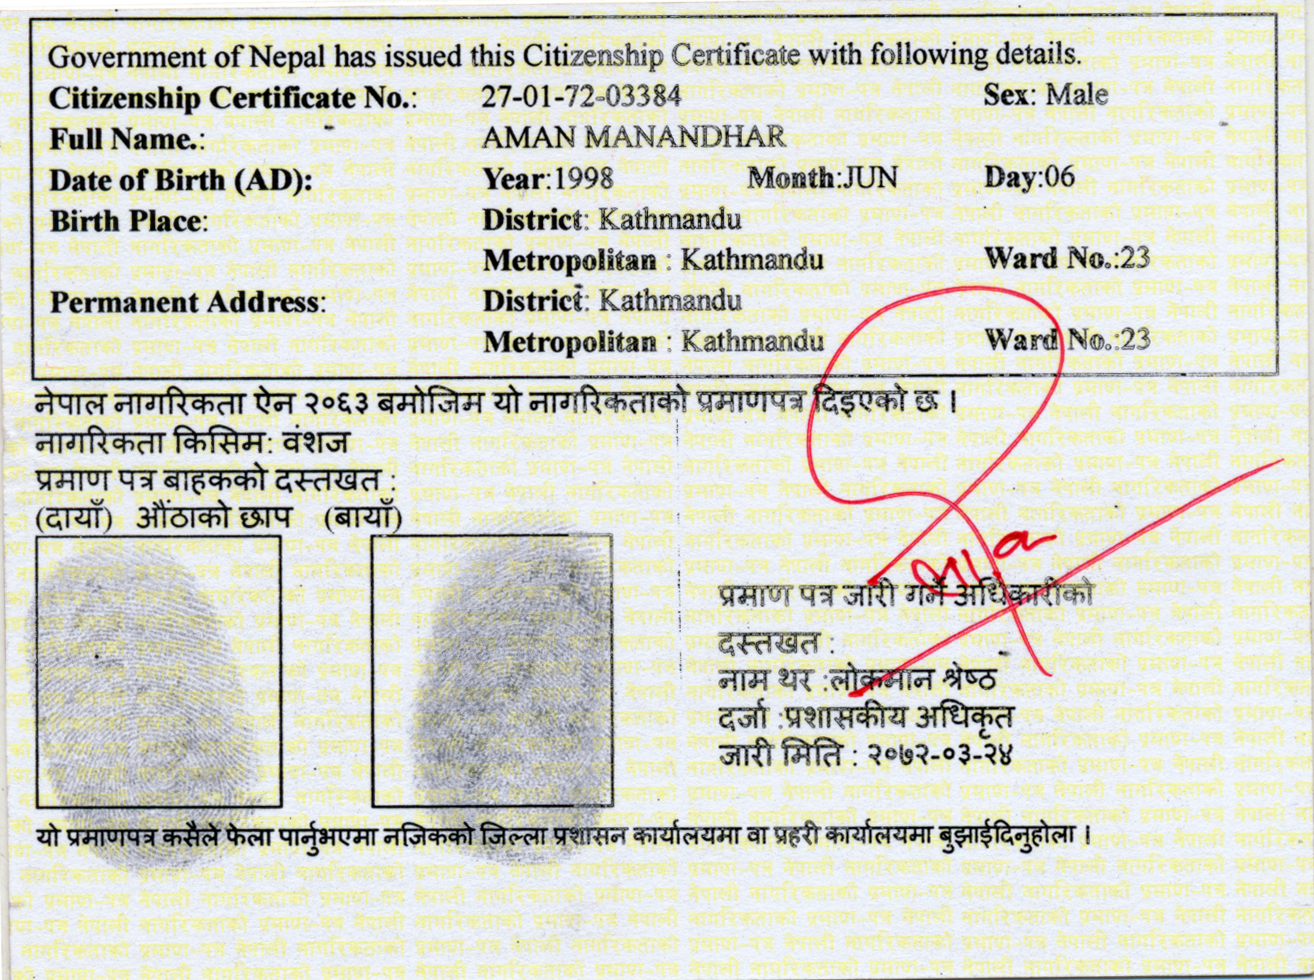 Government of Nepal has issued this Citizenship Certificate with following details.
Citizenship Certificate No.: 27-01-72-03384 Sex: Male
Full Name.: AMAN MANANDHAR
Date of Birth (AD): Year:1998 Month:JUN Day:06
Birth Place: District: Kathmandu
Metropolitan : Kathmandu Ward No.:23
Permanent Address: District: Kathmandu
Metropolitan : Kathmandu Ward No.:23
नेपाल नागरिकता ऐन २०६३ बमोजिम यो नागरिकताको प्रमाणपत्र दिइएको छ ।
नागरिकता किसिम: वंशज
प्रमाण पत्र बाहकको दस्तखत :
(दायाँ) औंठाको छाप (बायाँ)
प्रमाण पत्र जारी गर्ने अधिकारीको
दस्तखत :
नाम थर :लोकमान श्रेष्ठ
दर्जा :प्रशासकीय अधिकृत
जारी मिति : २०७२-०३-२४
यो प्रमाणपत्र कसैले फेला पार्नुभएमा नजिकको जिल्ला प्रशासन कार्यालयमा वा प्रहरी कार्यालयमा बुझाईदिनुहोला ।